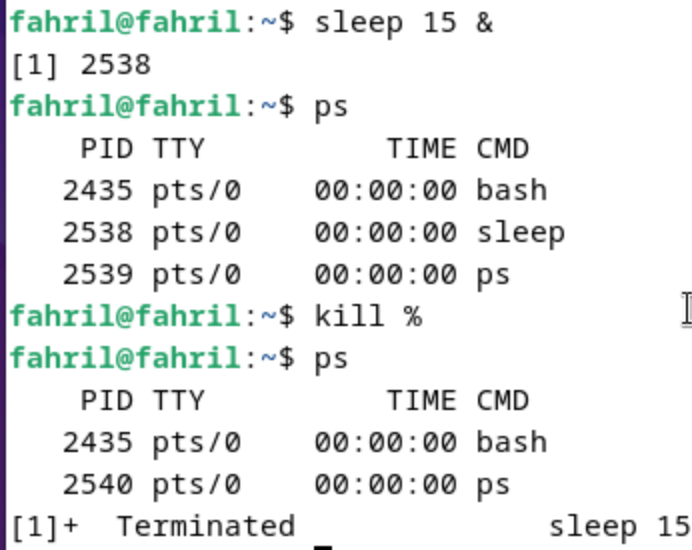 fahril@fahril:~$ sleep 15 &
[1] 2538
fahril@fahril:~$ ps
    PID TTY          TIME CMD
   2435 pts/0    00:00:00 bash
   2538 pts/0    00:00:00 sleep
   2539 pts/0    00:00:00 ps
fahril@fahril:~$ kill %
fahril@fahril:~$ ps
    PID TTY          TIME CMD
   2435 pts/0    00:00:00 bash
   2540 pts/0    00:00:00 ps
[1]+  Terminated              sleep 15